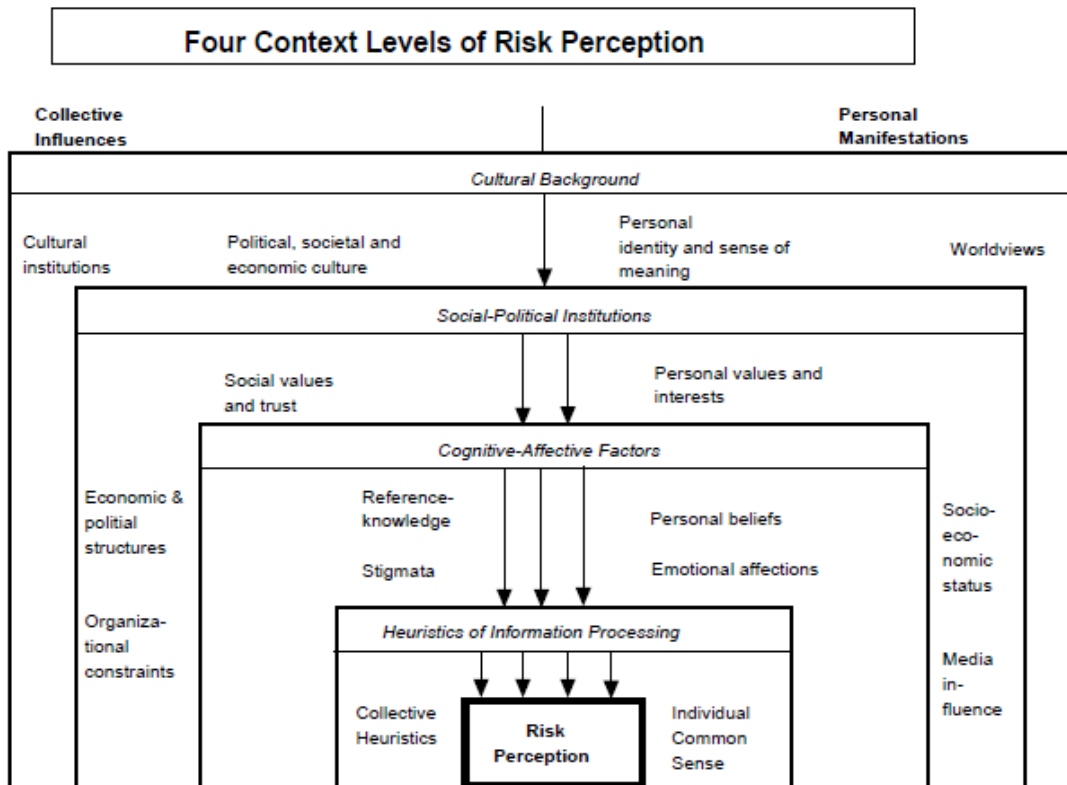 Four Context Levels of Risk Perception
Collective
Influences
Personal
Manifestations
Cultural Background
Cultural
institutions
Political, societal and
economic culture
Personal
identity and sense of
meaning
Worldviews
Social-Political Institutions
Social values
and trust
Personal values and
interests
Cognitive-Affective Factors
Economic &
politial
structures
Reference-
knowledge
Personal beliefs
Socio-
eco-
nomic
status
Stigmata
Emotional affections
Heuristics of Information Processing
Organiza-
tional
constraints
Media
in-
fluence
Collective
Heuristics
Risk
Perception
Individual
Common
Sense